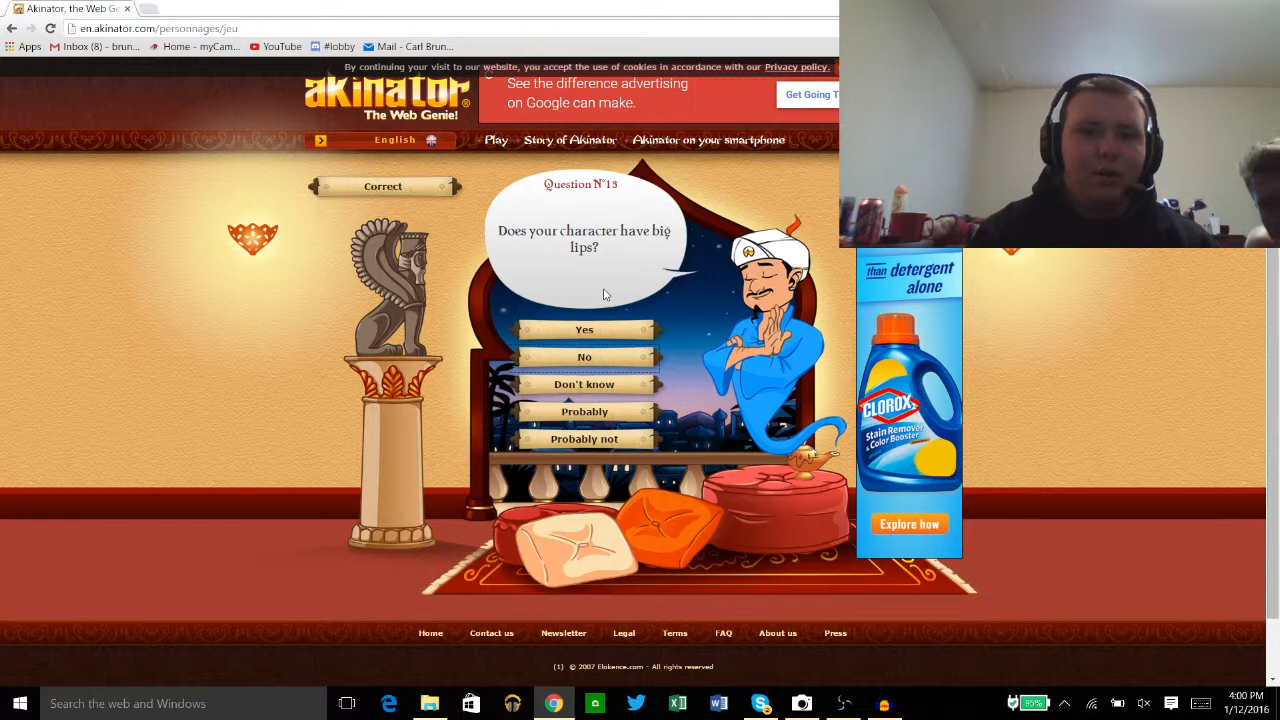 Akinator, the Web Ge
en.akinator.com/personnages/jeu
Apps
Inbox (8) - brun...
Home - myCam...
YouTube
#lobby
Mail - Carl Brun...
By continuing your visit to our website, you accept the use of cookies in accordance with our Privacy policy.
akinator®
The Web Genie!
See the difference advertising
on Google can make.
Get Going T
English
Play
Story of Akinator
Akinator on your smartphone
Correct
Question N°13
Does your character have big
lips?
Yes
No
Don't know
Probably
Probably not
than detergent
alone
CLOROX2
Stain Remover
& Color Booster
Explore how
Home
Contact us
Newsletter
Legal
Terms
FAQ
About us
Press
(1) © 2007 Elokence.com - All rights reserved
Search the web and Windows
2
95%
4:00 PM
1/12/2016